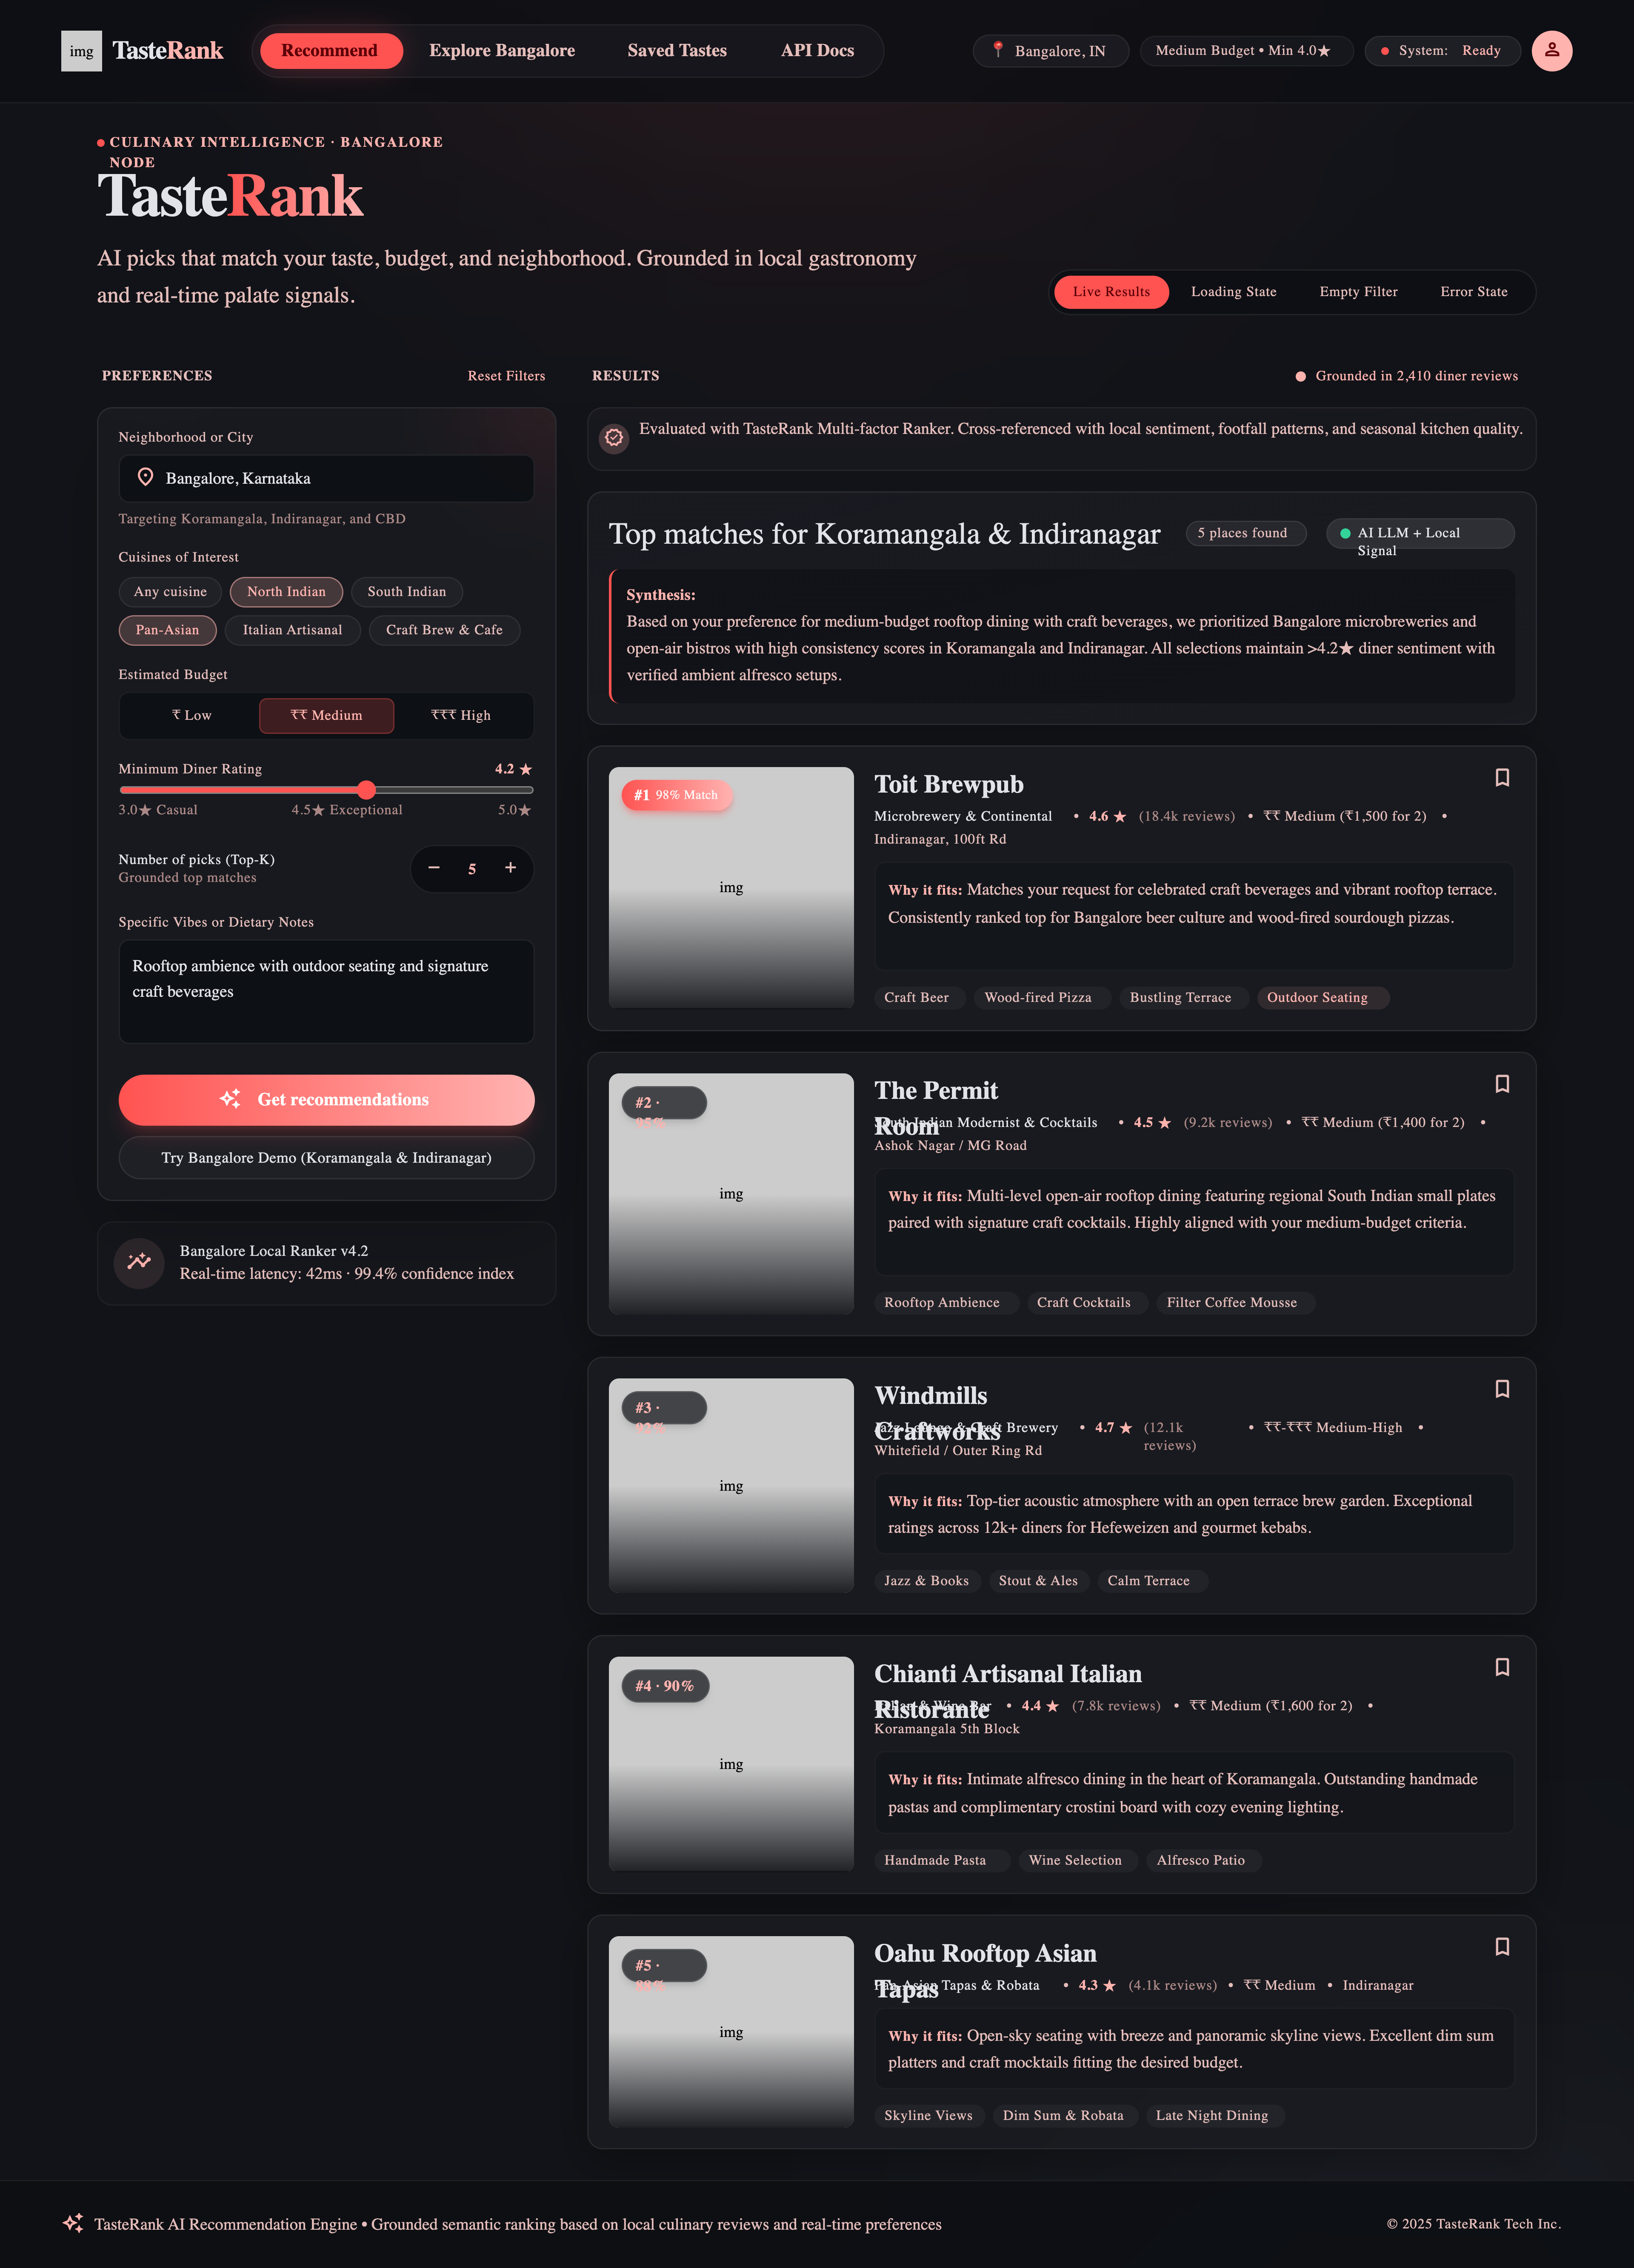 img
TasteRank
Recommend
Explore Bangalore
Saved Tastes
API Docs
📍 Bangalore, IN
Medium Budget • Min 4.0★
System: Ready
CULINARY INTELLIGENCE · BANGALORE
NODE
TasteRank
AI picks that match your taste, budget, and neighborhood. Grounded in local gastronomy
and real-time palate signals.
Live Results
Loading State
Empty Filter
Error State
PREFERENCES
Reset Filters
Neighborhood or City
Bangalore, Karnataka
Targeting Koramangala, Indiranagar, and CBD
Cuisines of Interest
Any cuisine
North Indian
South Indian
Pan-Asian
Italian Artisanal
Craft Brew & Cafe
Estimated Budget
₹ Low
₹₹ Medium
₹₹₹ High
Minimum Diner Rating
4.2 ★
3.0★ Casual
4.5★ Exceptional
5.0★
Number of picks (Top-K)
Grounded top matches
− 5 +
Specific Vibes or Dietary Notes
Rooftop ambience with outdoor seating and signature
craft beverages
Get recommendations
Try Bangalore Demo (Koramangala & Indiranagar)
Bangalore Local Ranker v4.2
Real-time latency: 42ms · 99.4% confidence index
RESULTS
Grounded in 2,410 diner reviews
Evaluated with TasteRank Multi-factor Ranker. Cross-referenced with local sentiment, footfall patterns, and seasonal kitchen quality.
Top matches for Koramangala & Indiranagar
5 places found
AI LLM + Local
Signal
Synthesis:
Based on your preference for medium-budget rooftop dining with craft beverages, we prioritized Bangalore microbreweries and
open-air bistros with high consistency scores in Koramangala and Indiranagar. All selections maintain >4.2★ diner sentiment with
verified ambient alfresco setups.
#1 98% Match
img
Toit Brewpub
Microbrewery & Continental • 4.6 ★ (18.4k reviews) • ₹₹ Medium (₹1,500 for 2) •
Indiranagar, 100ft Rd
Why it fits: Matches your request for celebrated craft beverages and vibrant rooftop terrace.
Consistently ranked top for Bangalore beer culture and wood-fired sourdough pizzas.
Craft Beer
Wood-fired Pizza
Bustling Terrace
Outdoor Seating
#2 ·
95%
img
The Permit
Room
South Indian Modernist & Cocktails • 4.5 ★ (9.2k reviews) • ₹₹ Medium (₹1,400 for 2) •
Ashok Nagar / MG Road
Why it fits: Multi-level open-air rooftop dining featuring regional South Indian small plates
paired with signature craft cocktails. Highly aligned with your medium-budget criteria.
Rooftop Ambience
Craft Cocktails
Filter Coffee Mousse
#3 ·
92%
img
Windmills
Craftworks
Jazz Lounge & Craft Brewery • 4.7 ★ (12.1k
reviews)
• ₹₹-₹₹₹ Medium-High •
Whitefield / Outer Ring Rd
Why it fits: Top-tier acoustic atmosphere with an open terrace brew garden. Exceptional
ratings across 12k+ diners for Hefeweizen and gourmet kebabs.
Jazz & Books
Stout & Ales
Calm Terrace
#4 · 90%
img
Chianti Artisanal Italian
Ristorante
& Wine Bar • 4.4 ★ (7.8k reviews) • ₹₹ Medium (₹1,600 for 2) •
Koramangala 5th Block
Why it fits: Intimate alfresco dining in the heart of Koramangala. Outstanding handmade
pastas and complimentary crostini board with cozy evening lighting.
Handmade Pasta
Wine Selection
Alfresco Patio
#5 ·
88%
img
Oahu Rooftop Asian
Tapas
Pan-Asian Tapas & Robata • 4.3 ★ (4.1k reviews) • ₹₹ Medium • Indiranagar
Why it fits: Open-sky seating with breeze and panoramic skyline views. Excellent dim sum
platters and craft mocktails fitting the desired budget.
Skyline Views
Dim Sum & Robata
Late Night Dining
TasteRank AI Recommendation Engine • Grounded semantic ranking based on local culinary reviews and real-time preferences
© 2025 TasteRank Tech Inc.